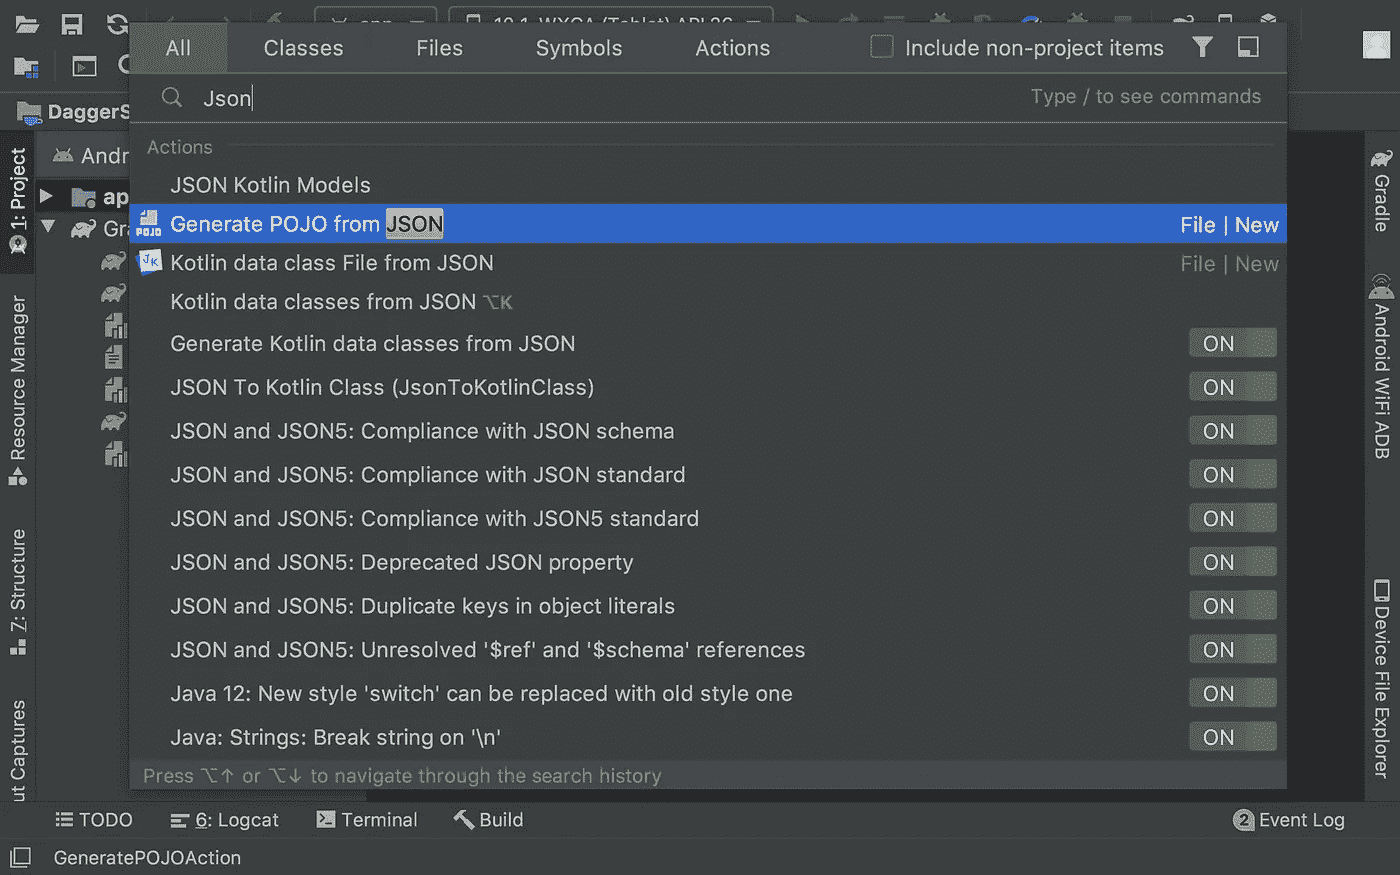 All Classes Files Symbols Actions Include non-project items
Json Type / to see commands
DaggerS
Andr
ap
Gr
Actions
JSON Kotlin Models
POJO Generate POJO from JSON File | New
JK Kotlin data class File from JSON File | New
Kotlin data classes from JSON ⌥K
Generate Kotlin data classes from JSON ON
JSON To Kotlin Class (JsonToKotlinClass) ON
JSON and JSON5: Compliance with JSON schema ON
JSON and JSON5: Compliance with JSON standard ON
JSON and JSON5: Compliance with JSON5 standard ON
JSON and JSON5: Deprecated JSON property ON
JSON and JSON5: Duplicate keys in object literals ON
JSON and JSON5: Unresolved '$ref' and '$schema' references ON
Java 12: New style 'switch' can be replaced with old style one ON
Java: Strings: Break string on '\n' ON
Press ⌥↑ or ⌥↓ to navigate through the search history
1: Project
Resource Manager
Z: Structure
ut Captures
Gradle
Android WiFi ADB
Device File Explorer
TODO 6: Logcat Terminal Build 2 Event Log
GeneratePOJOAction